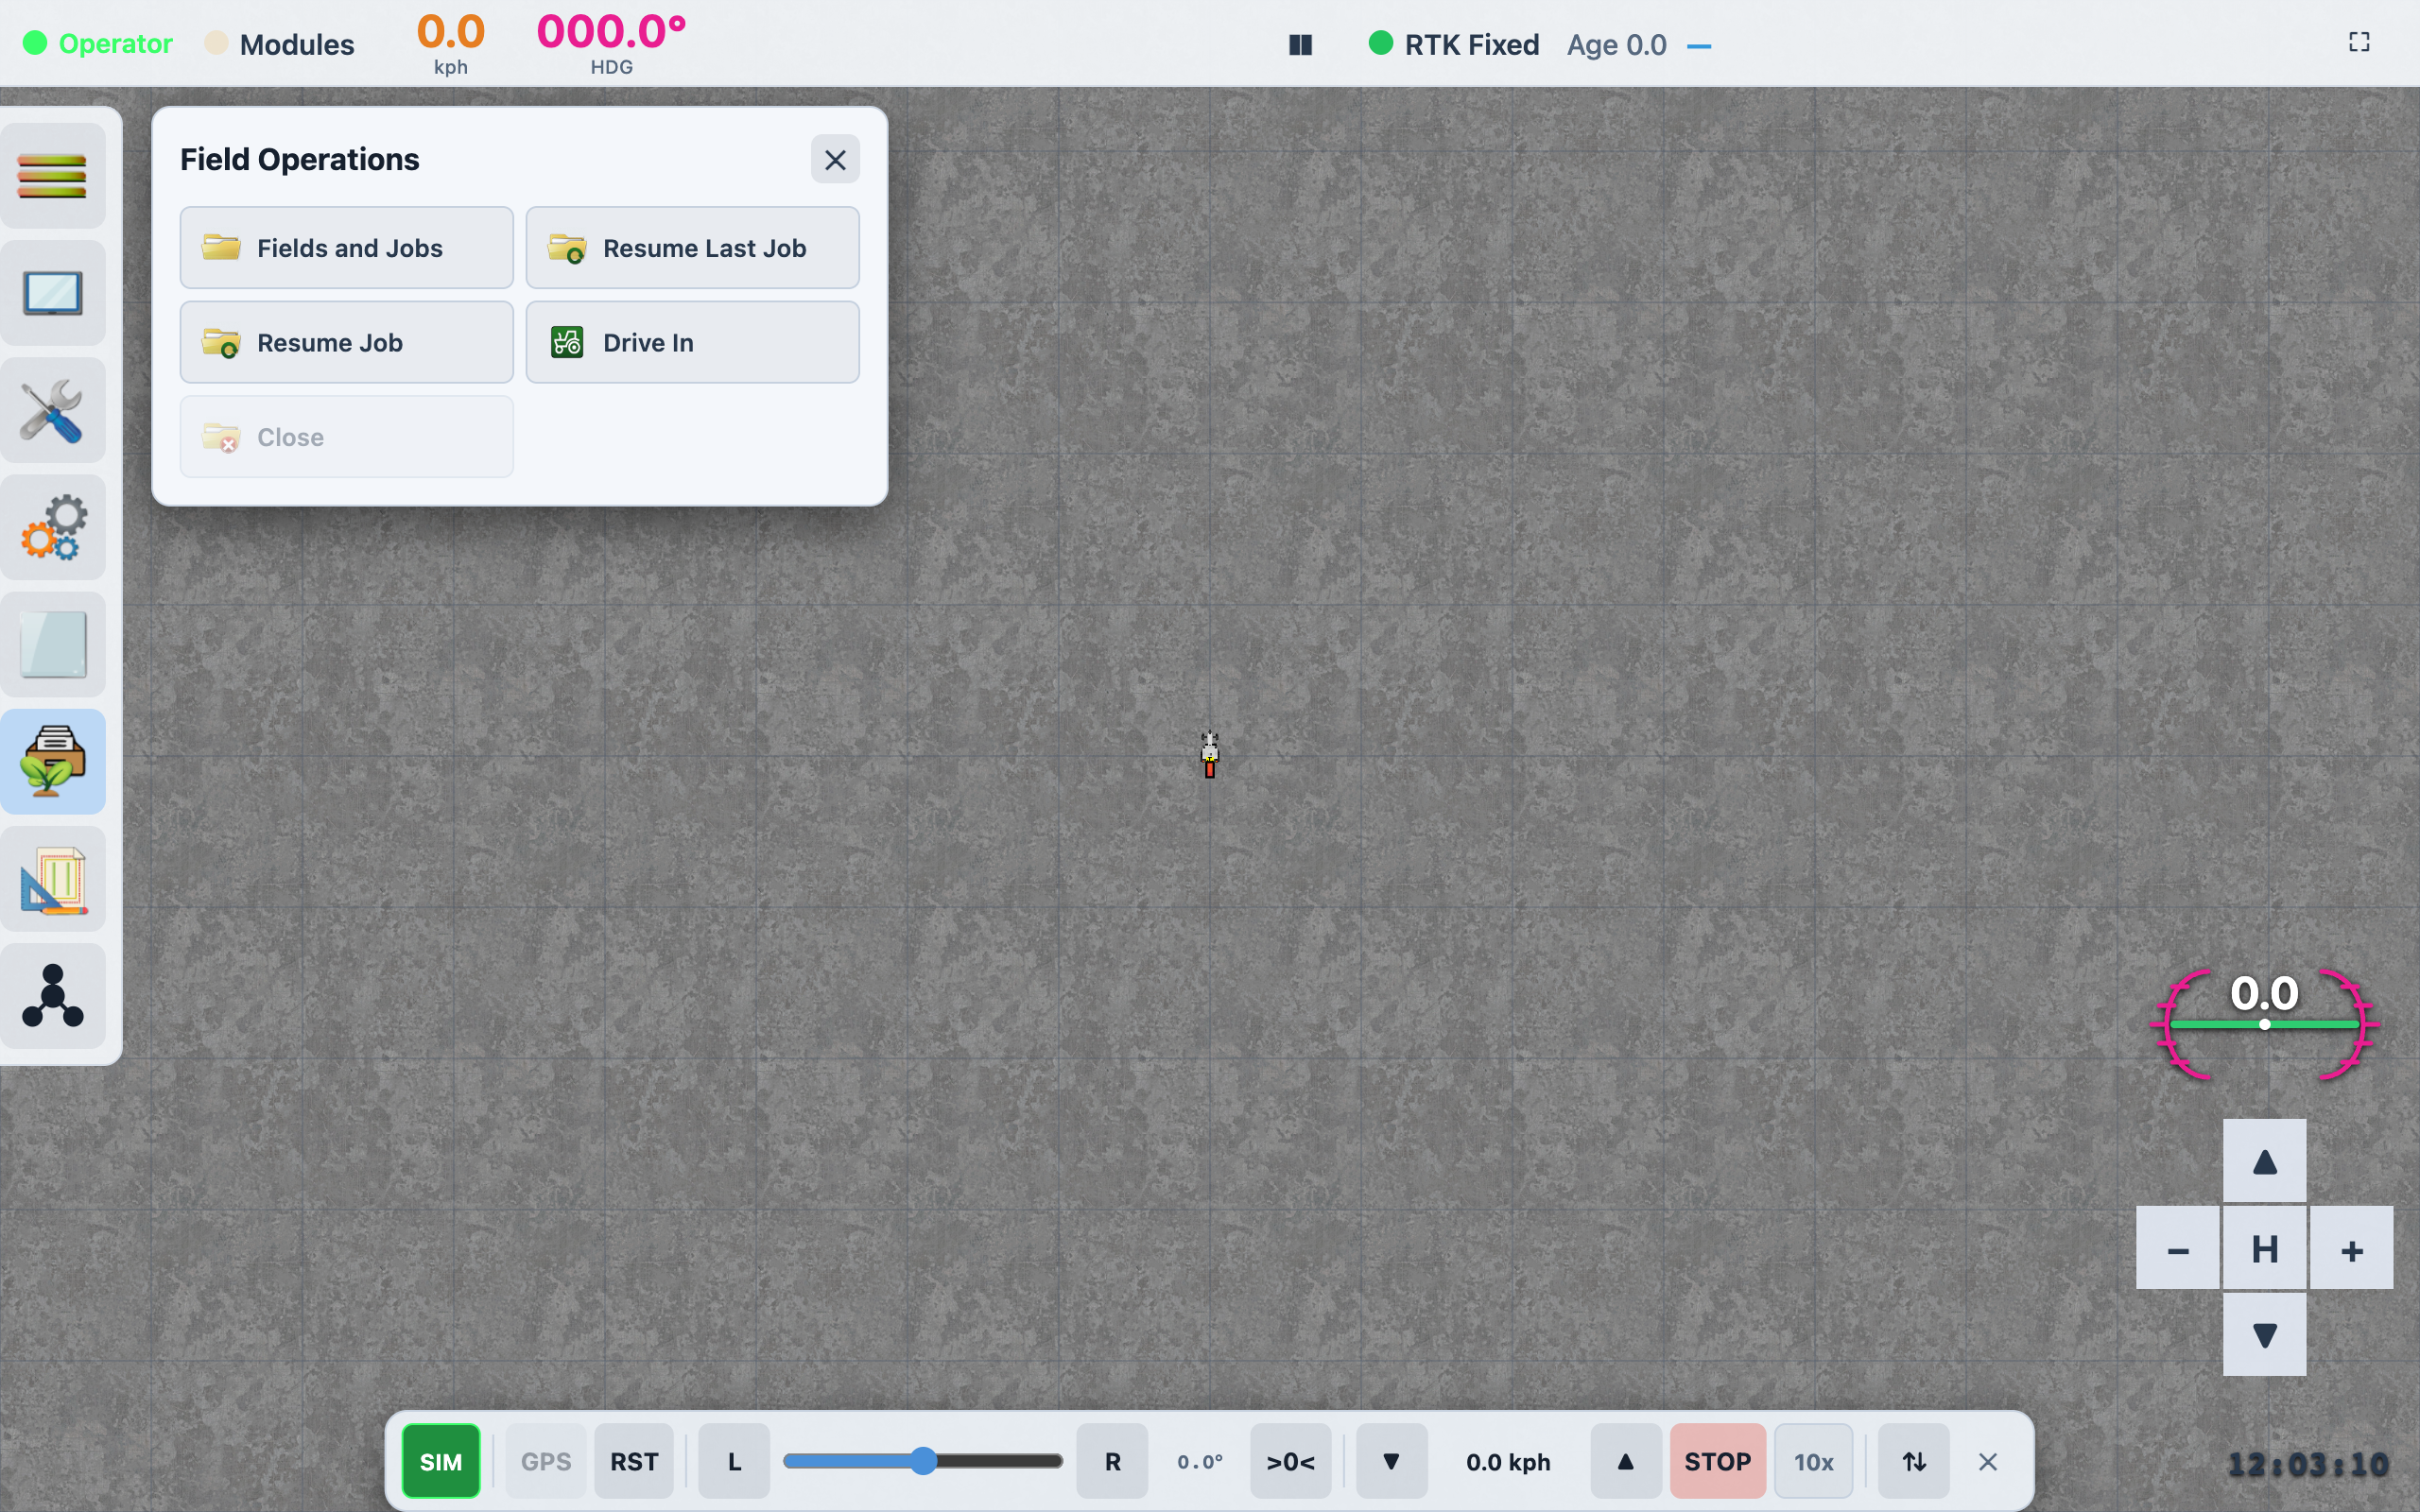 Operator
Modules
0.0
kph
000.0°
HDG
RTK Fixed
Age 0.0
Field Operations
Fields and Jobs
Resume Last Job
Resume Job
Drive In
Close
0.0
H
SIM
GPS
RST
L
R
0.0°
>0<
0.0 kph
STOP
10x
12:03:10